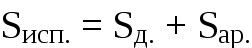 Sисп. = Sд. + Sар.